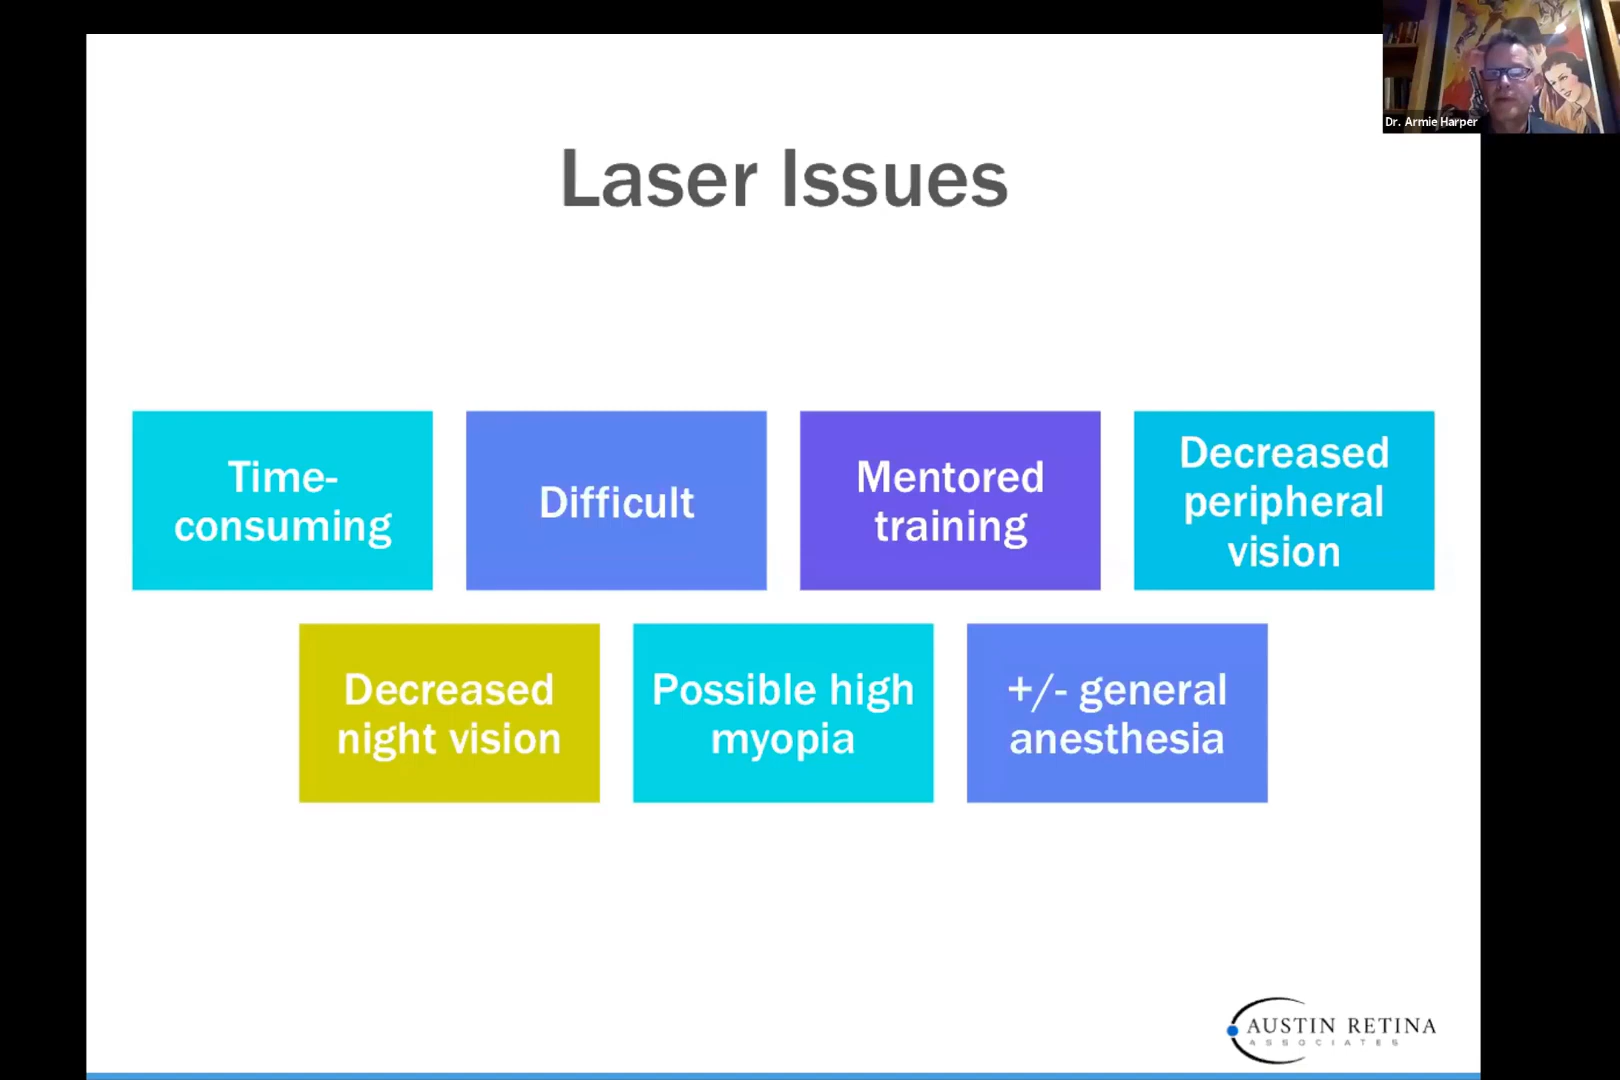 Dr. Armie Harper
Laser Issues
Time-
consuming
Difficult
Mentored
training
Decreased
peripheral
vision
Decreased
night vision
Possible high
myopia
+/- general
anesthesia
AUSTIN RETINA
ASSOCIATES